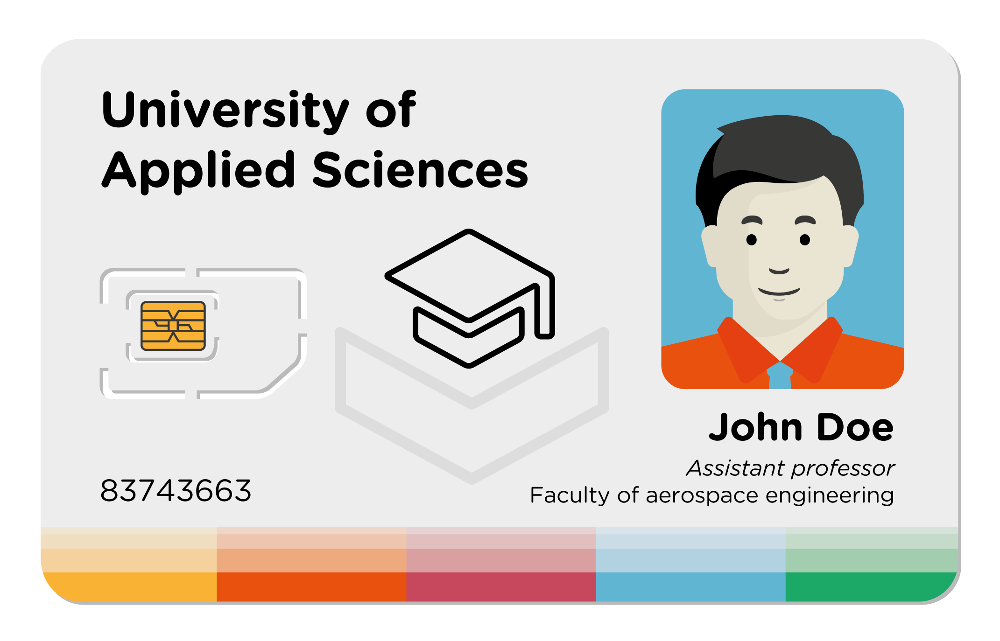 University of
Applied Sciences
John Doe
Assistant professor
Faculty of aerospace engineering
83743663